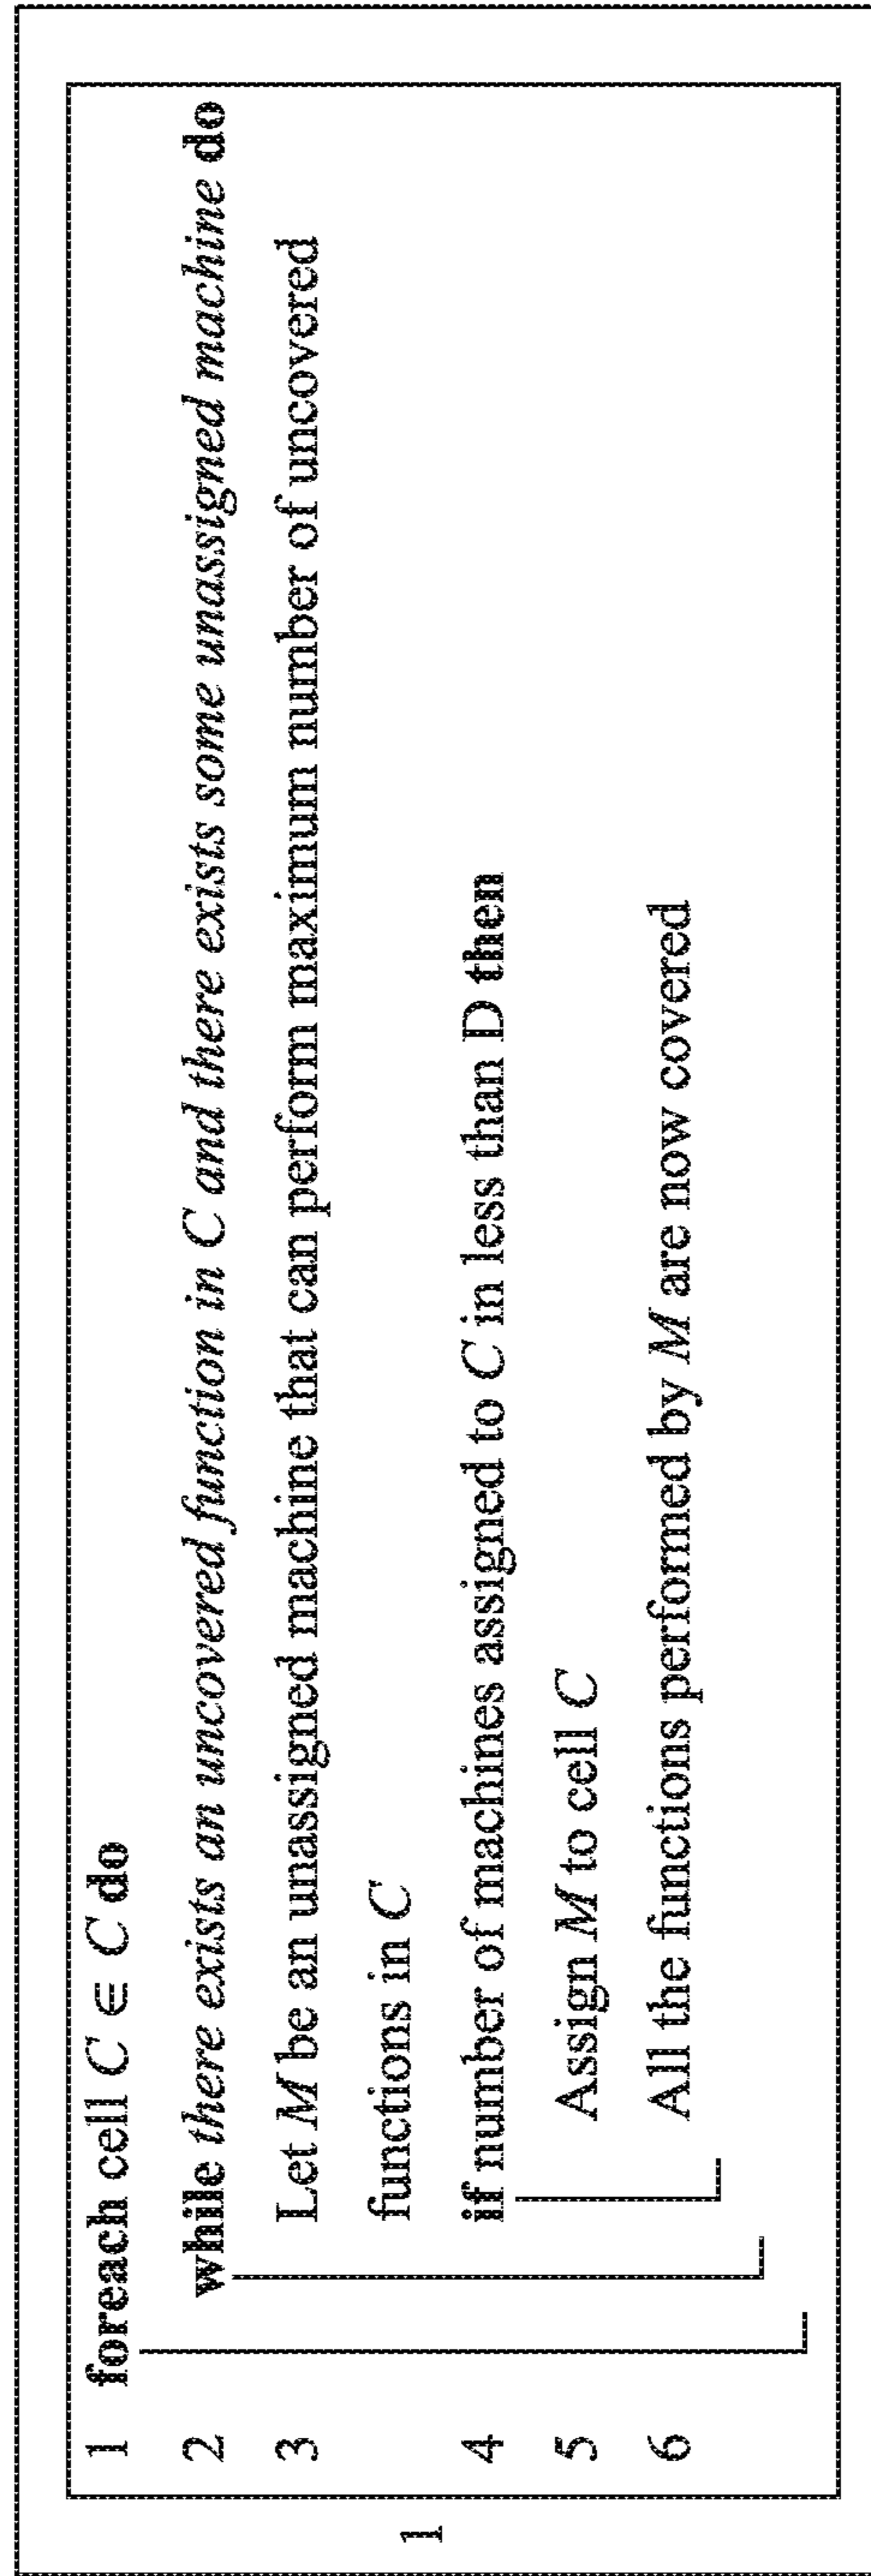 1
1 foreach cell C ∈ C do
2 while there exists an uncovered function in C and there exists some unassigned machine do
3 Let M be an unassigned machine that can perform maximum number of uncovered
functions in C
4 if number of machines assigned to C in less than D then
5 Assign M to cell C
6 All the functions performed by M are now covered